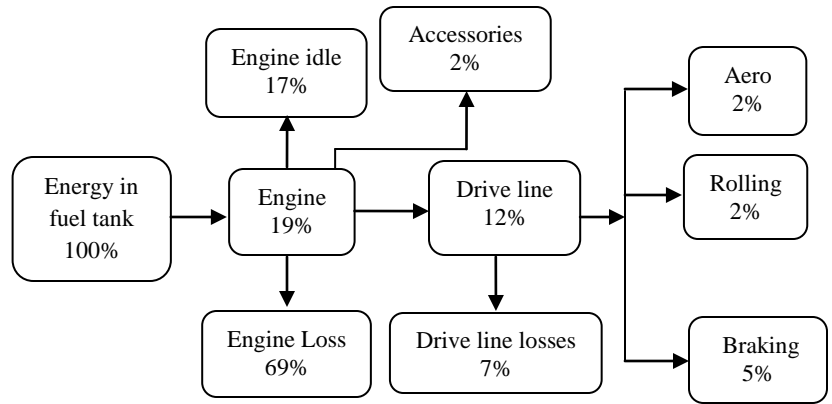 Accessories
2%
Engine idle
17%
Aero
2%
Energy in
fuel tank
100%
Engine
19%
Drive line
12%
Rolling
2%
Engine Loss
69%
Drive line losses
7%
Braking
5%